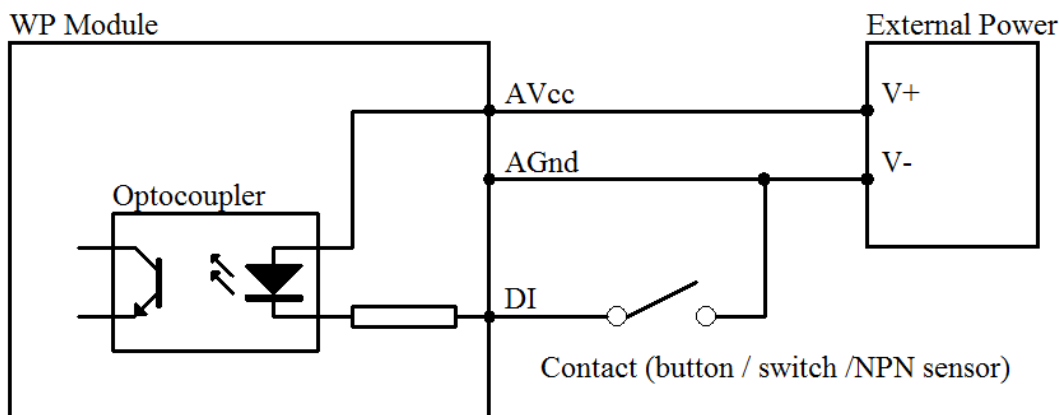 WP Module
External Power
AVcc
V+
AGnd
V-
Optocoupler
DI
Contact (button / switch /NPN sensor)